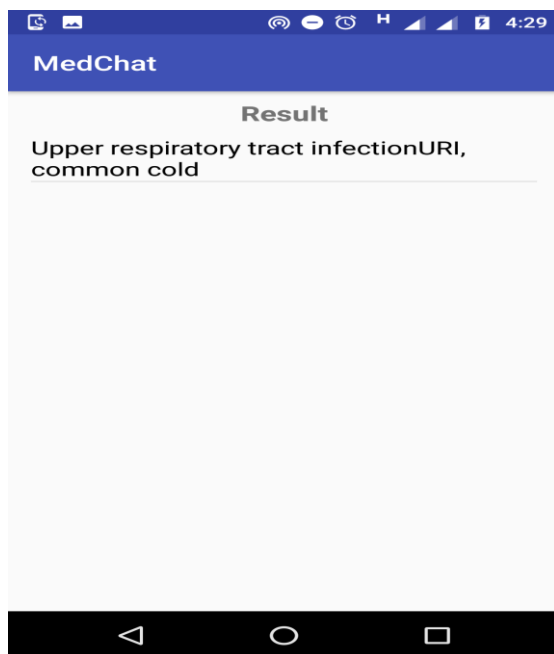 H 4:29
MedChat
Result
Upper respiratory tract infectionURI,
common cold